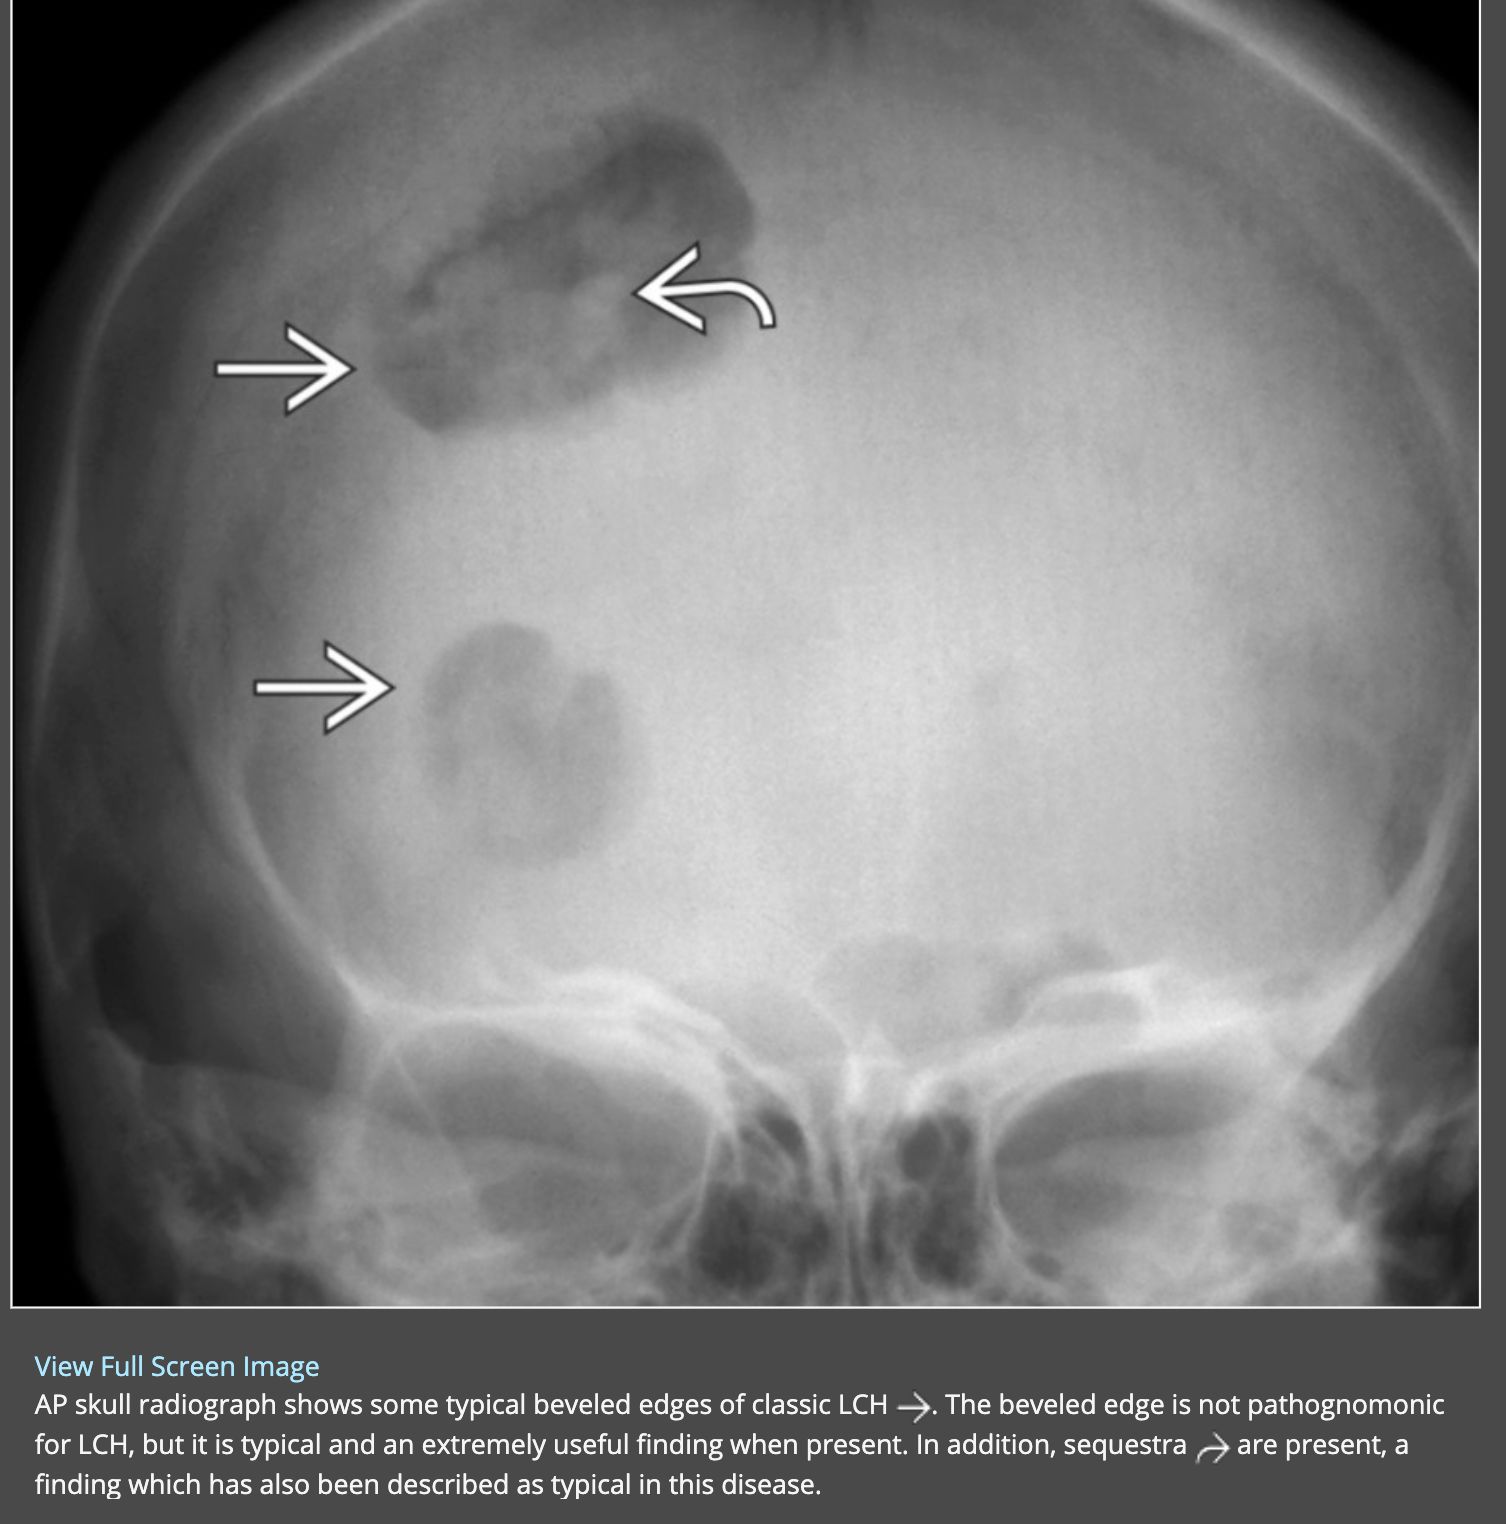 View Full Screen Image
AP skull radiograph shows some typical beveled edges of classic LCH →. The beveled edge is not pathognomonic
for LCH, but it is typical and an extremely useful finding when present. In addition, sequestra ⤻ are present, a
finding which has also been described as typical in this disease.